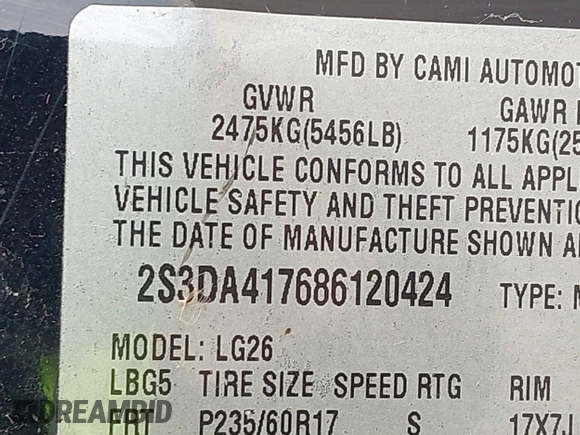 MFD BY CAMI AUTOMOT
GVWR GAWR
2475KG(5456LB) 1175KG(25
THIS VEHICLE CONFORMS TO ALL APPL
VEHICLE SAFETY AND THEFT PREVENTIO
THE DATE OF MANUFACTURE SHOWN A
2S3DA417686120424 TYPE: M
MODEL: LG26
LBG5 TIRE SIZE SPEED RTG RIM
FRT P235/60R17 S 17X7J
DREAMBID